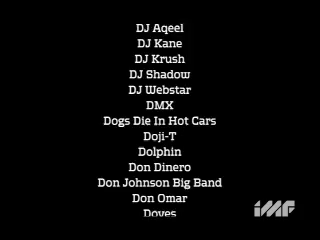 DJ Aqeel
DJ Kane
DJ Krush
DJ Shadow
DJ Webstar
DMX
Dogs Die In Hot Cars
Doji-T
Dolphin
Don Dinero
Don Johnson Big Band
Don Omar
Doves
imf